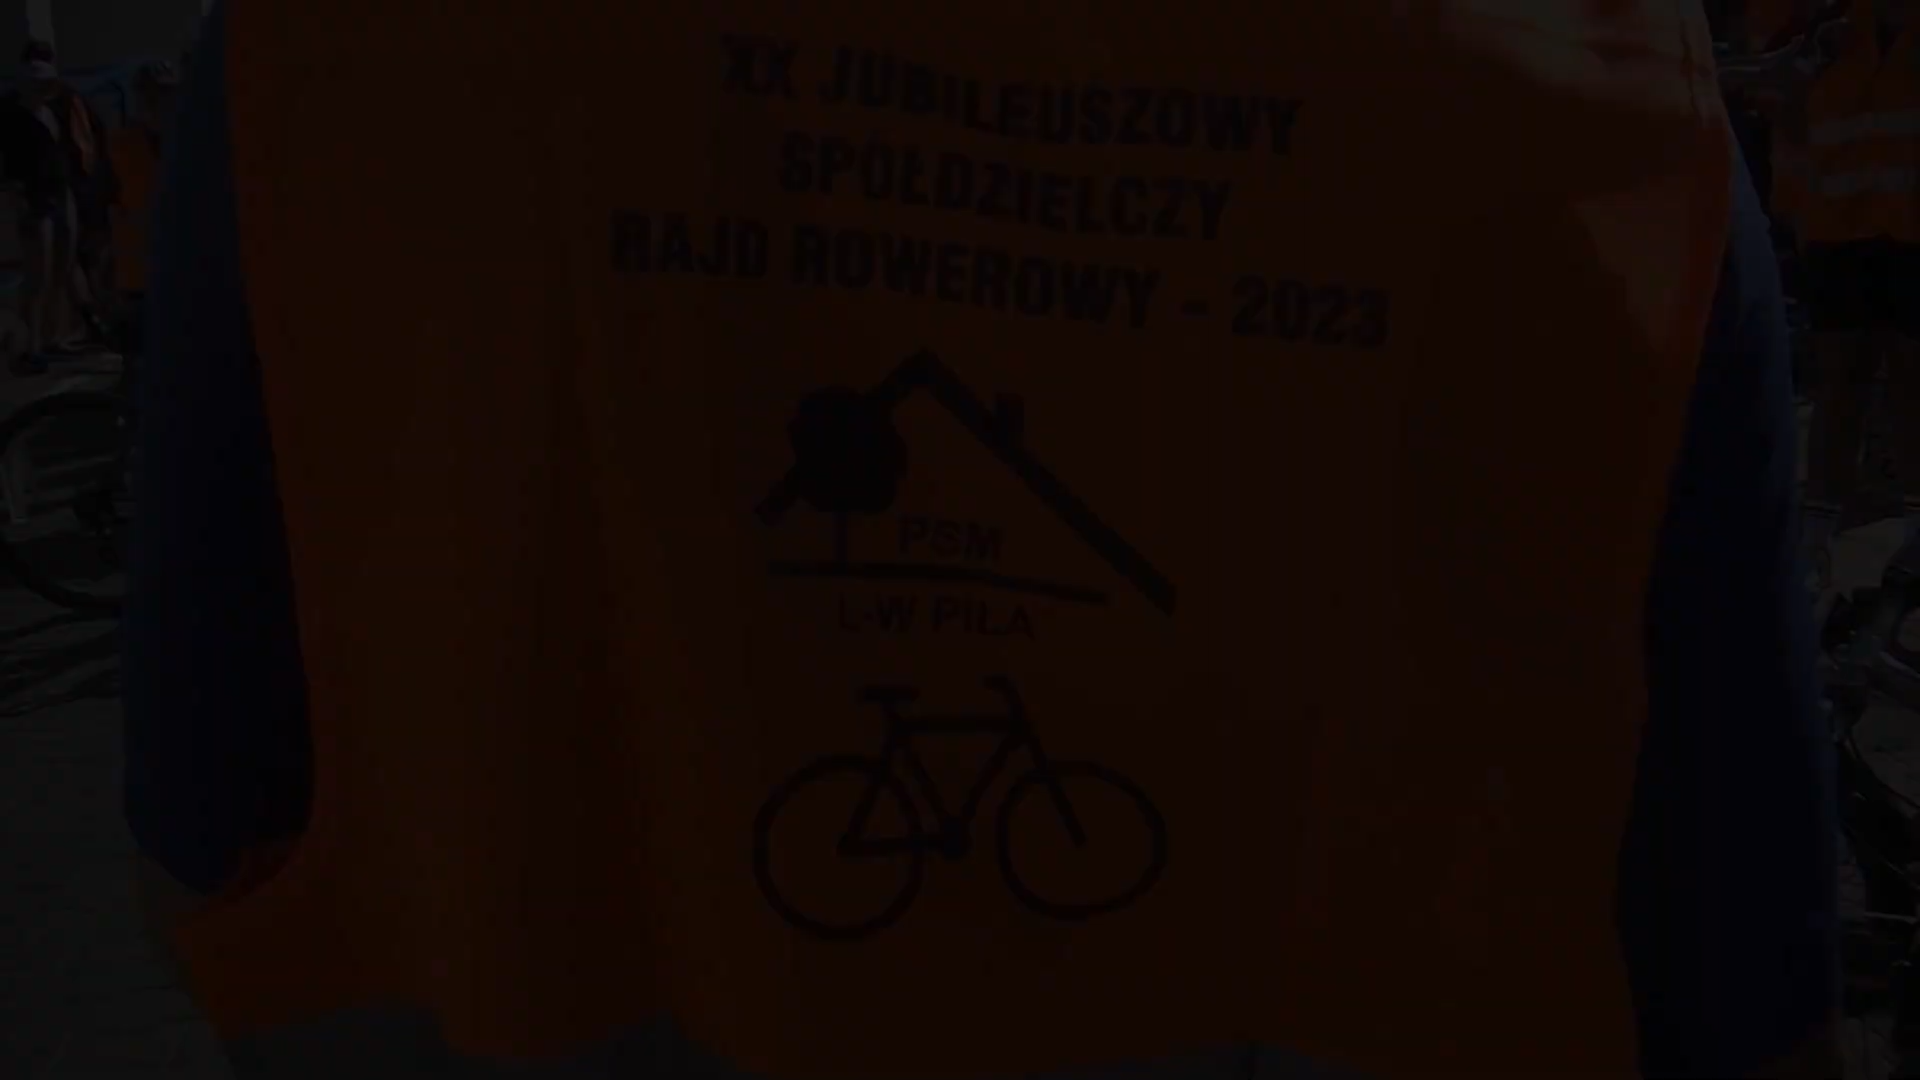 XX JUBILEUSZOWY
SPÓŁDZIELCZY
RAJD ROWEROWY - 2023
PSM
L-W PIŁA